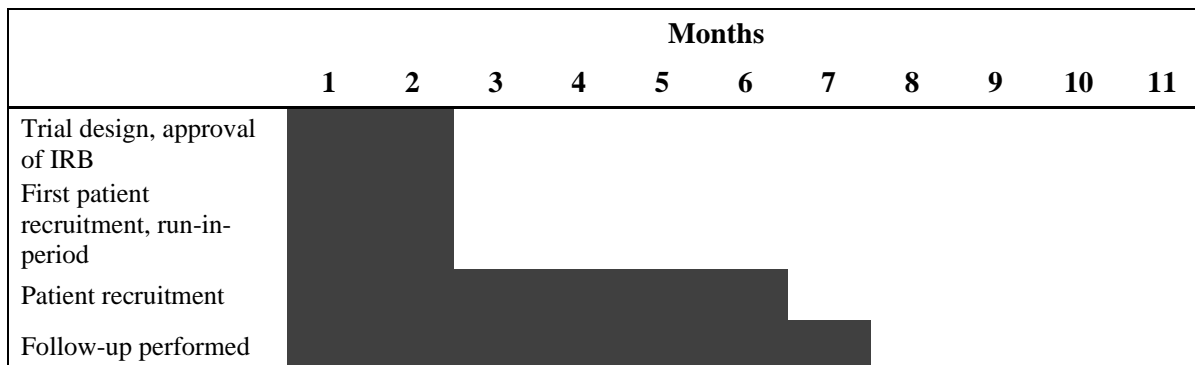 Months
1 2 3 4 5 6 7 8 9 10 11
Trial design, approval
of IRB
First patient
recruitment, run-in-
period
Patient recruitment
Follow-up performed